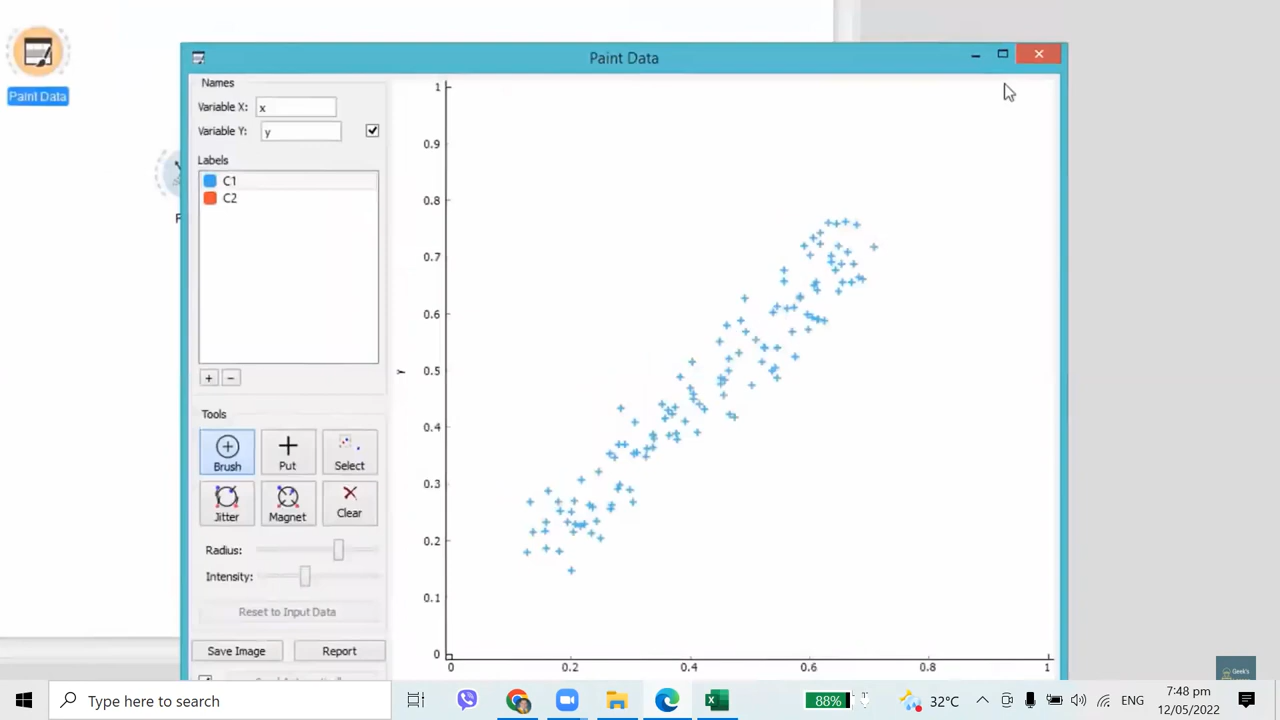 Paint Data
Paint Data
Names
Variable X: x
Variable Y: y
Labels
C1
C2
+ -
Tools
Brush Put Select
Jitter Magnet Clear
Radius:
Intensity:
Reset to Input Data
Save Image Report
1
0.9
0.8
0.7
0.6
0.5
0.4
0.3
0.2
0.1
0
y
0 0.2 0.4 0.6 0.8 1
Geek's
Type here to search
88%
32°C
ENG
7:48 pm
12/05/2022